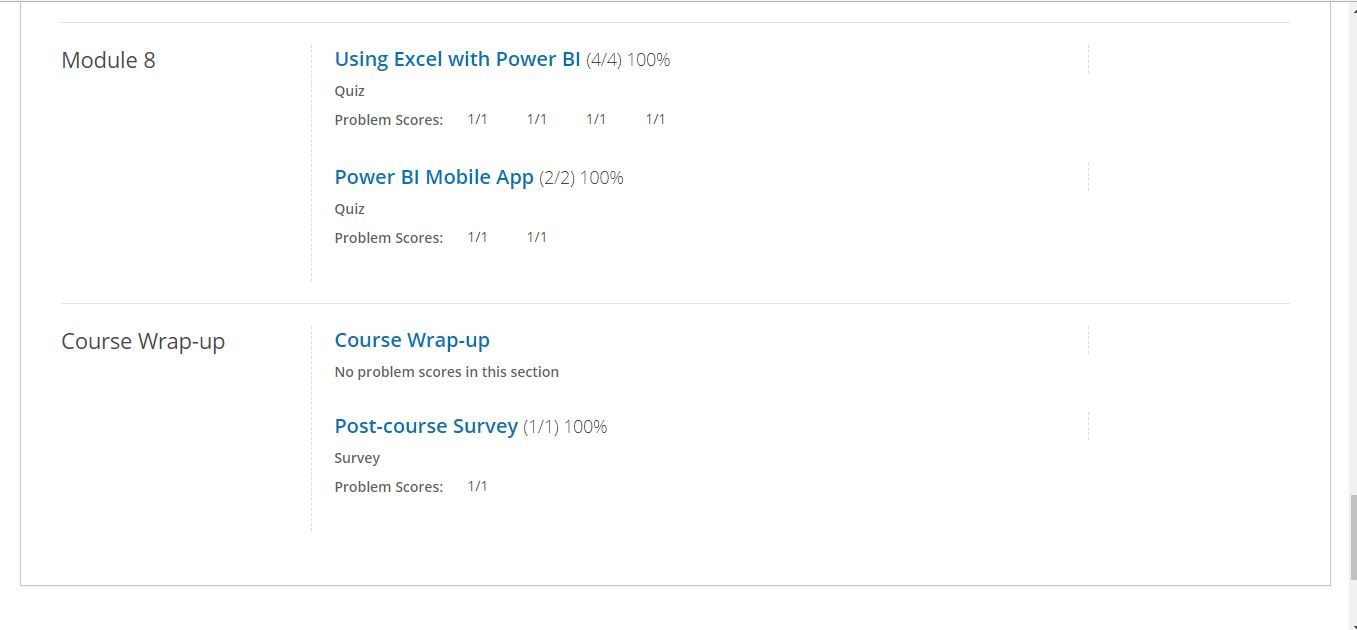 Module 8
Using Excel with Power BI (4/4) 100%
Quiz
Problem Scores: 1/1 1/1 1/1 1/1
Power BI Mobile App (2/2) 100%
Quiz
Problem Scores: 1/1 1/1
Course Wrap-up
Course Wrap-up
No problem scores in this section
Post-course Survey (1/1) 100%
Survey
Problem Scores: 1/1